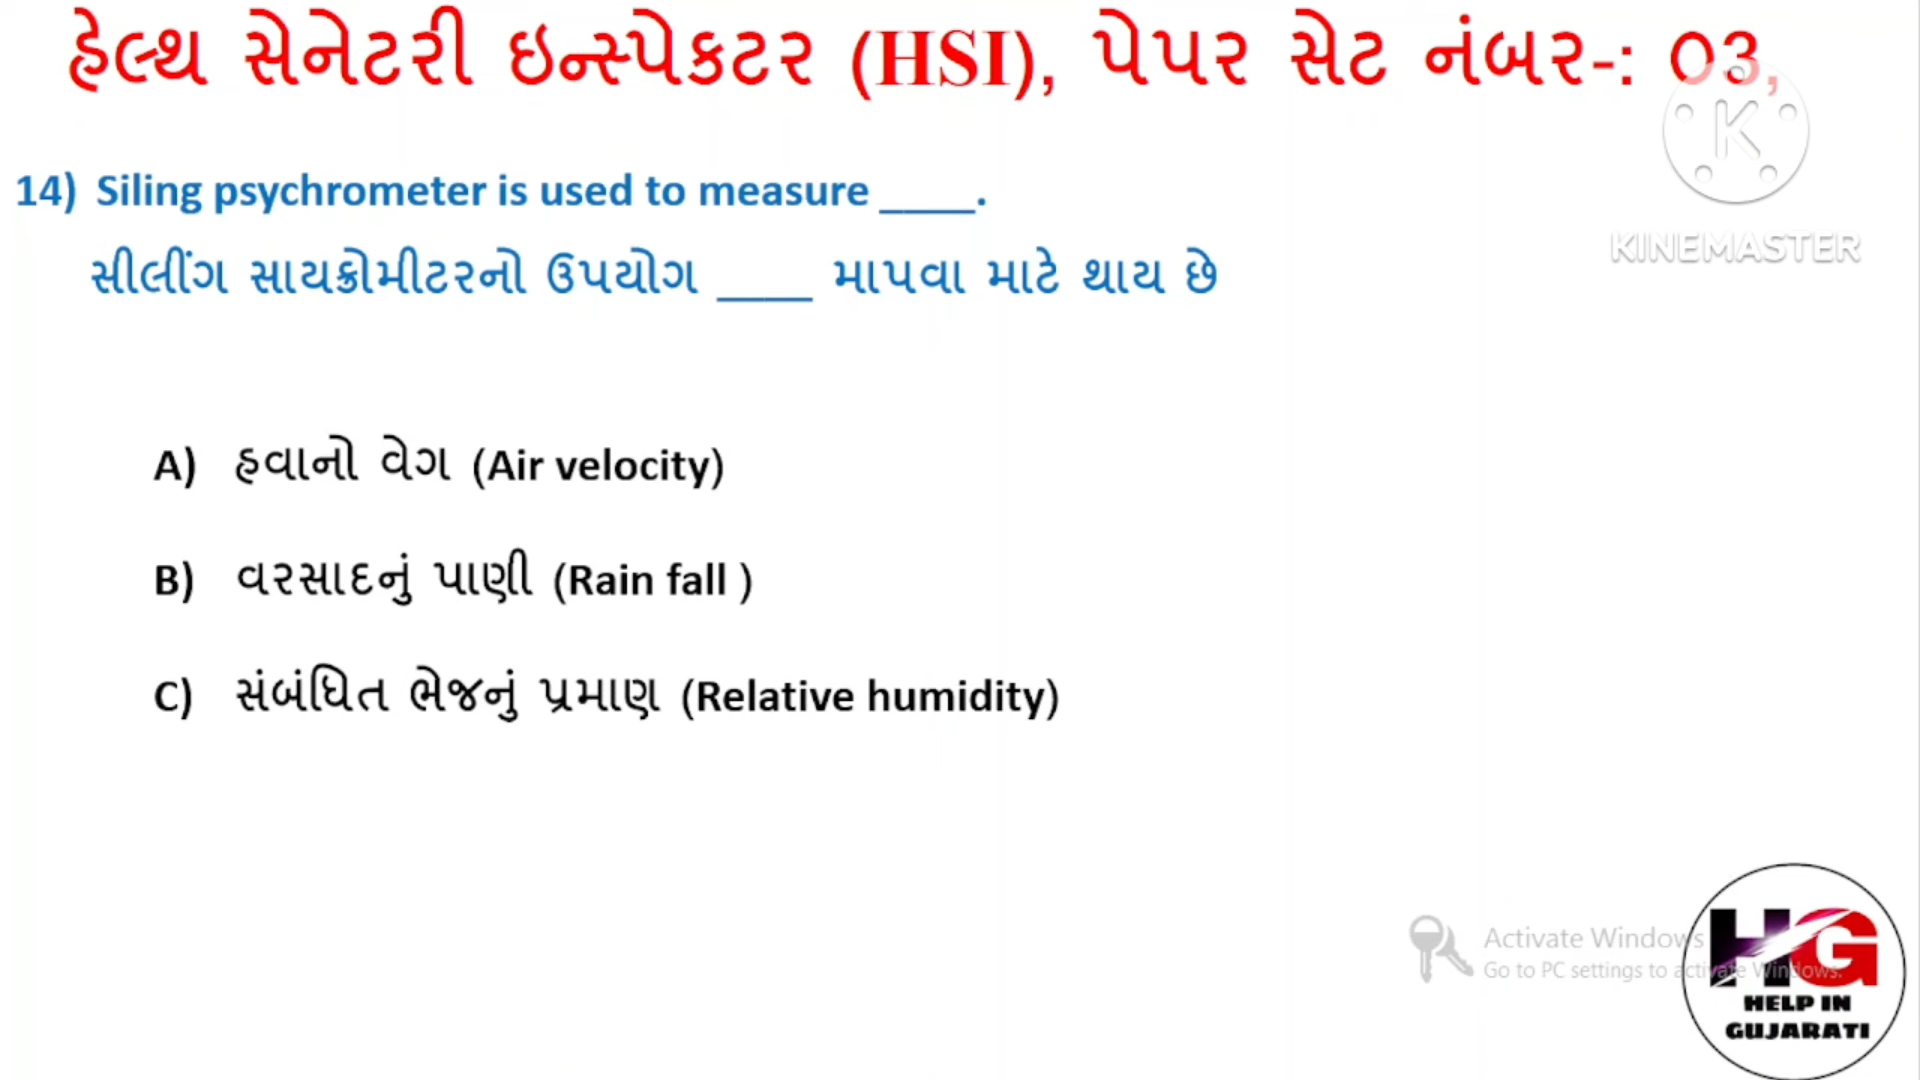 હેલ્થ સેનેટરી ઇન્સ્પેકટર (HSI), પેપર સેટ નંબર-: 03,
K
KINEMASTER
14) Siling psychrometer is used to measure ____.
સીલીંગ સાયક્રોમીટરનો ઉપયોગ ____ માપવા માટે થાય છે
A) હવાનો વેગ (Air velocity)
B) વરસાદનું પાણી (Rain fall )
C) સંબંધિત ભેજનું પ્રમાણ (Relative humidity)
Activate Windows
Go to PC settings to activate Windows.
HG
HELP IN
GUJARATI